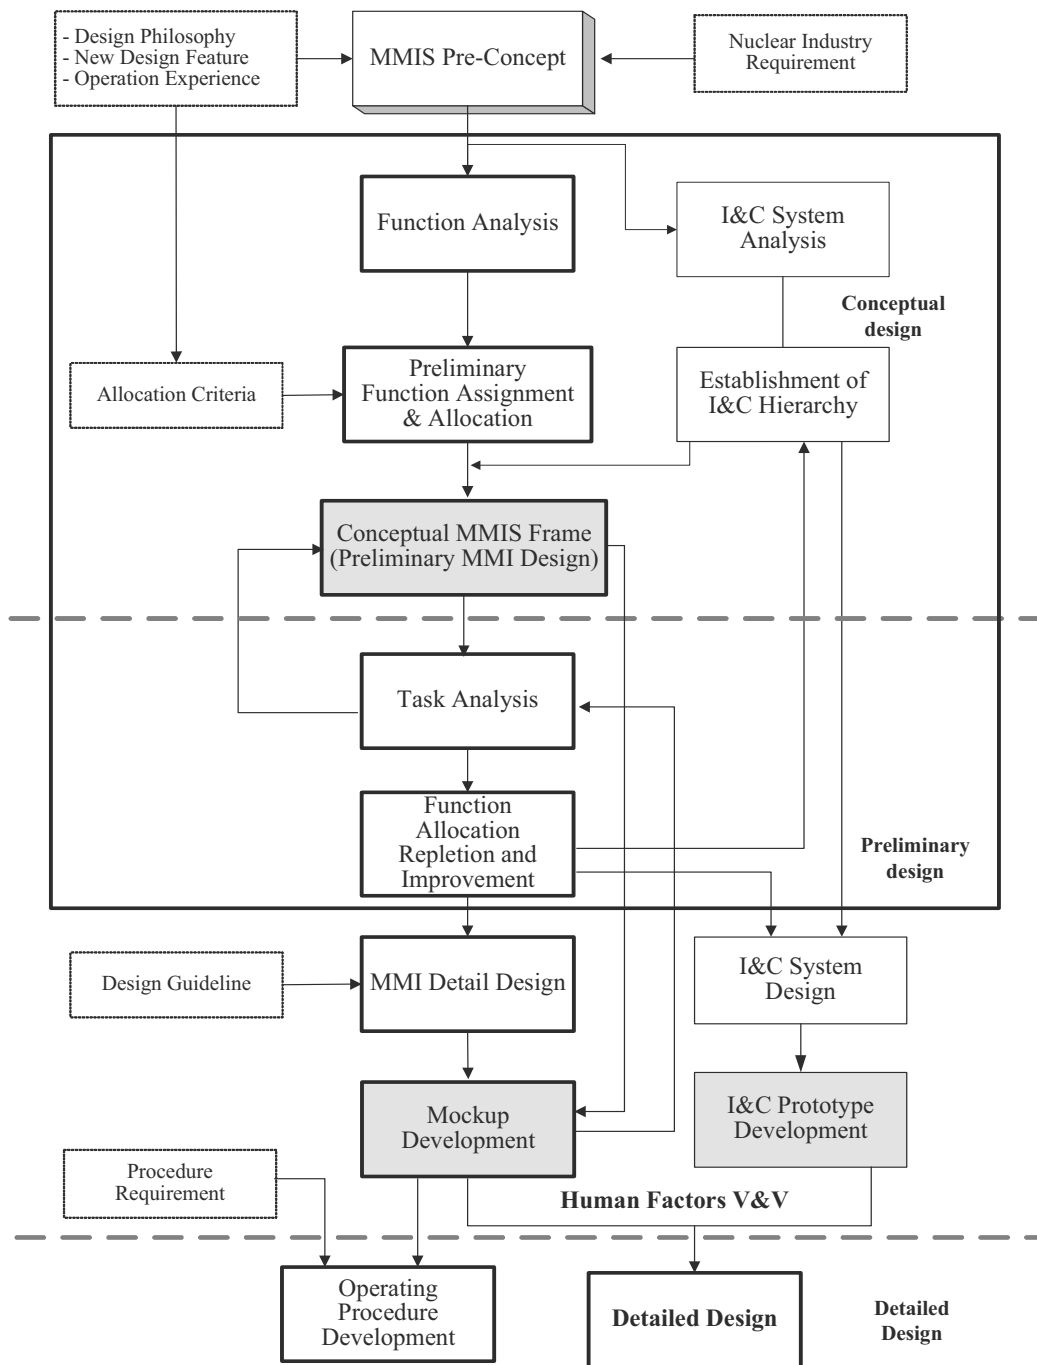 - Design Philosophy
- New Design Feature
- Operation Experience
MMIS Pre-Concept
Nuclear Industry
Requirement
Function Analysis
I&C System
Analysis
Conceptual
design
Allocation Criteria
Preliminary
Function Assignment
& Allocation
Establishment of
I&C Hierarchy
Conceptual MMIS Frame
(Preliminary MMI Design)
Task Analysis
Function
Allocation
Repletion and
Improvement
Preliminary
design
Design Guideline
MMI Detail Design
I&C System
Design
Mockup
Development
I&C Prototype
Development
Procedure
Requirement
Human Factors V&V
Operating
Procedure
Development
Detailed Design
Detailed
Design